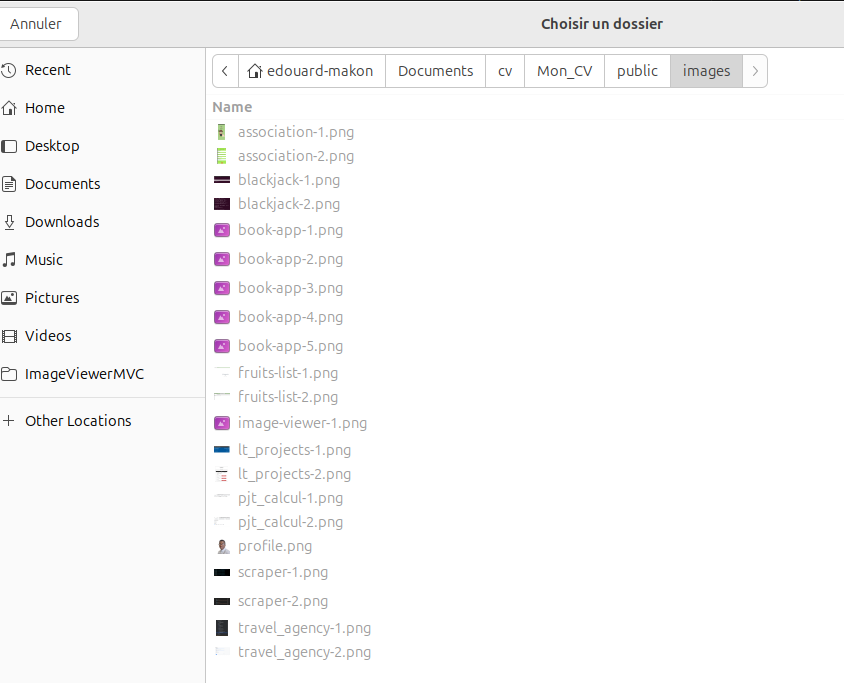 Annuler
Choisir un dossier
Recent
Home
Desktop
Documents
Downloads
Music
Pictures
Videos
ImageViewerMVC
Other Locations
edouard-makon Documents cv Mon_CV public images
Name
association-1.png
association-2.png
blackjack-1.png
blackjack-2.png
book-app-1.png
book-app-2.png
book-app-3.png
book-app-4.png
book-app-5.png
fruits-list-1.png
fruits-list-2.png
image-viewer-1.png
lt_projects-1.png
lt_projects-2.png
pjt_calcul-1.png
pjt_calcul-2.png
profile.png
scraper-1.png
scraper-2.png
travel_agency-1.png
travel_agency-2.png